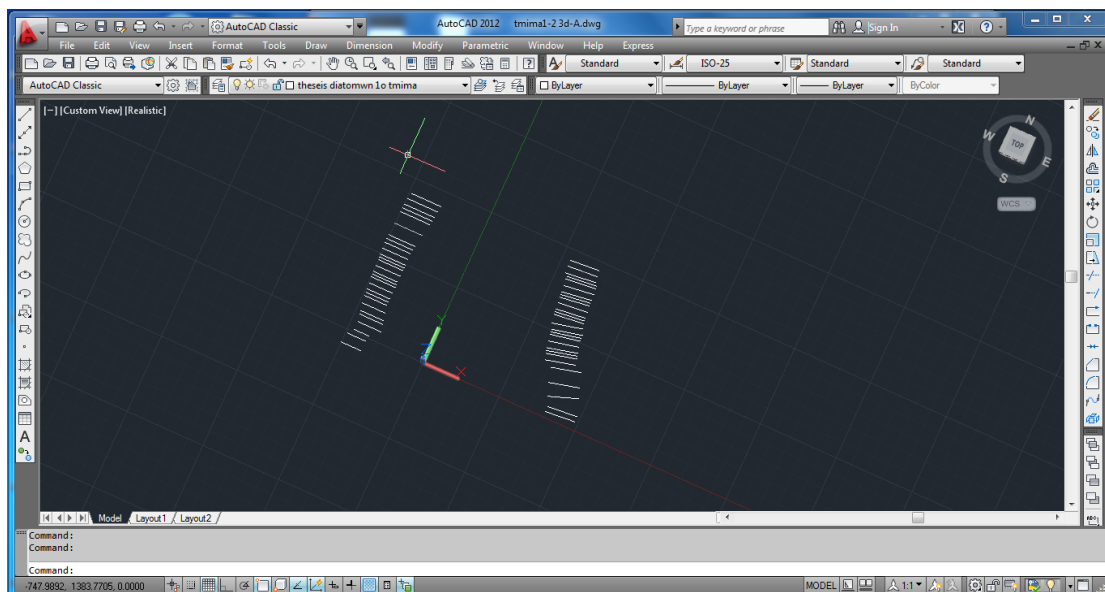 AutoCAD Classic
AutoCAD 2012 tmima1-2 3d-A.dwg
Type a keyword or phrase
Sign In
File Edit View Insert Format Tools Draw Dimension Modify Parametric Window Help Express
Standard ISO-25 Standard Standard
AutoCAD Classic theseis diatomwn 1o tmima ByLayer ByLayer ByLayer ByColor
[−] [Custom View] [Realistic]
N
W
TOP
E
S
WCS
Y
X
Model Layout1 Layout2
Command:
Command:
Command:
-747.9892, 1383.7705, 0.0000 MODEL 1:1